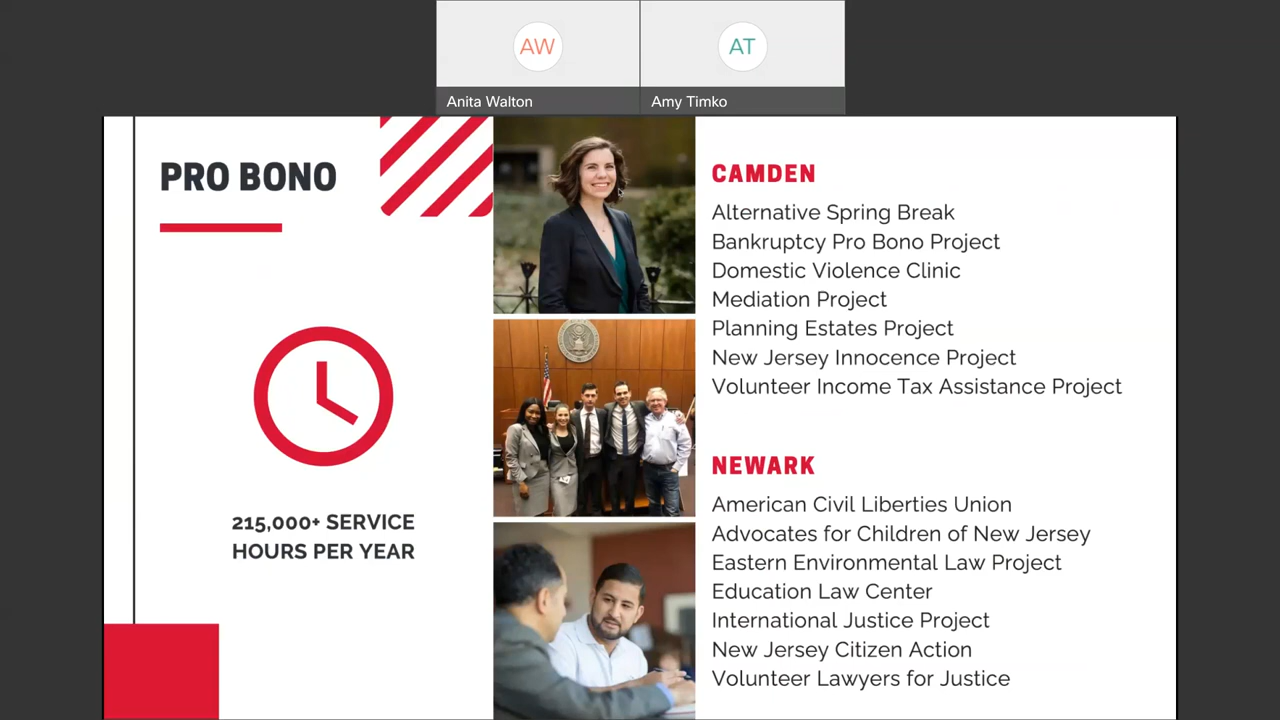 AW
AT
Anita Walton
Amy Timko
PRO BONO
215,000+ SERVICE
HOURS PER YEAR
CAMDEN
Alternative Spring Break
Bankruptcy Pro Bono Project
Domestic Violence Clinic
Mediation Project
Planning Estates Project
New Jersey Innocence Project
Volunteer Income Tax Assistance Project
NEWARK
American Civil Liberties Union
Advocates for Children of New Jersey
Eastern Environmental Law Project
Education Law Center
International Justice Project
New Jersey Citizen Action
Volunteer Lawyers for Justice